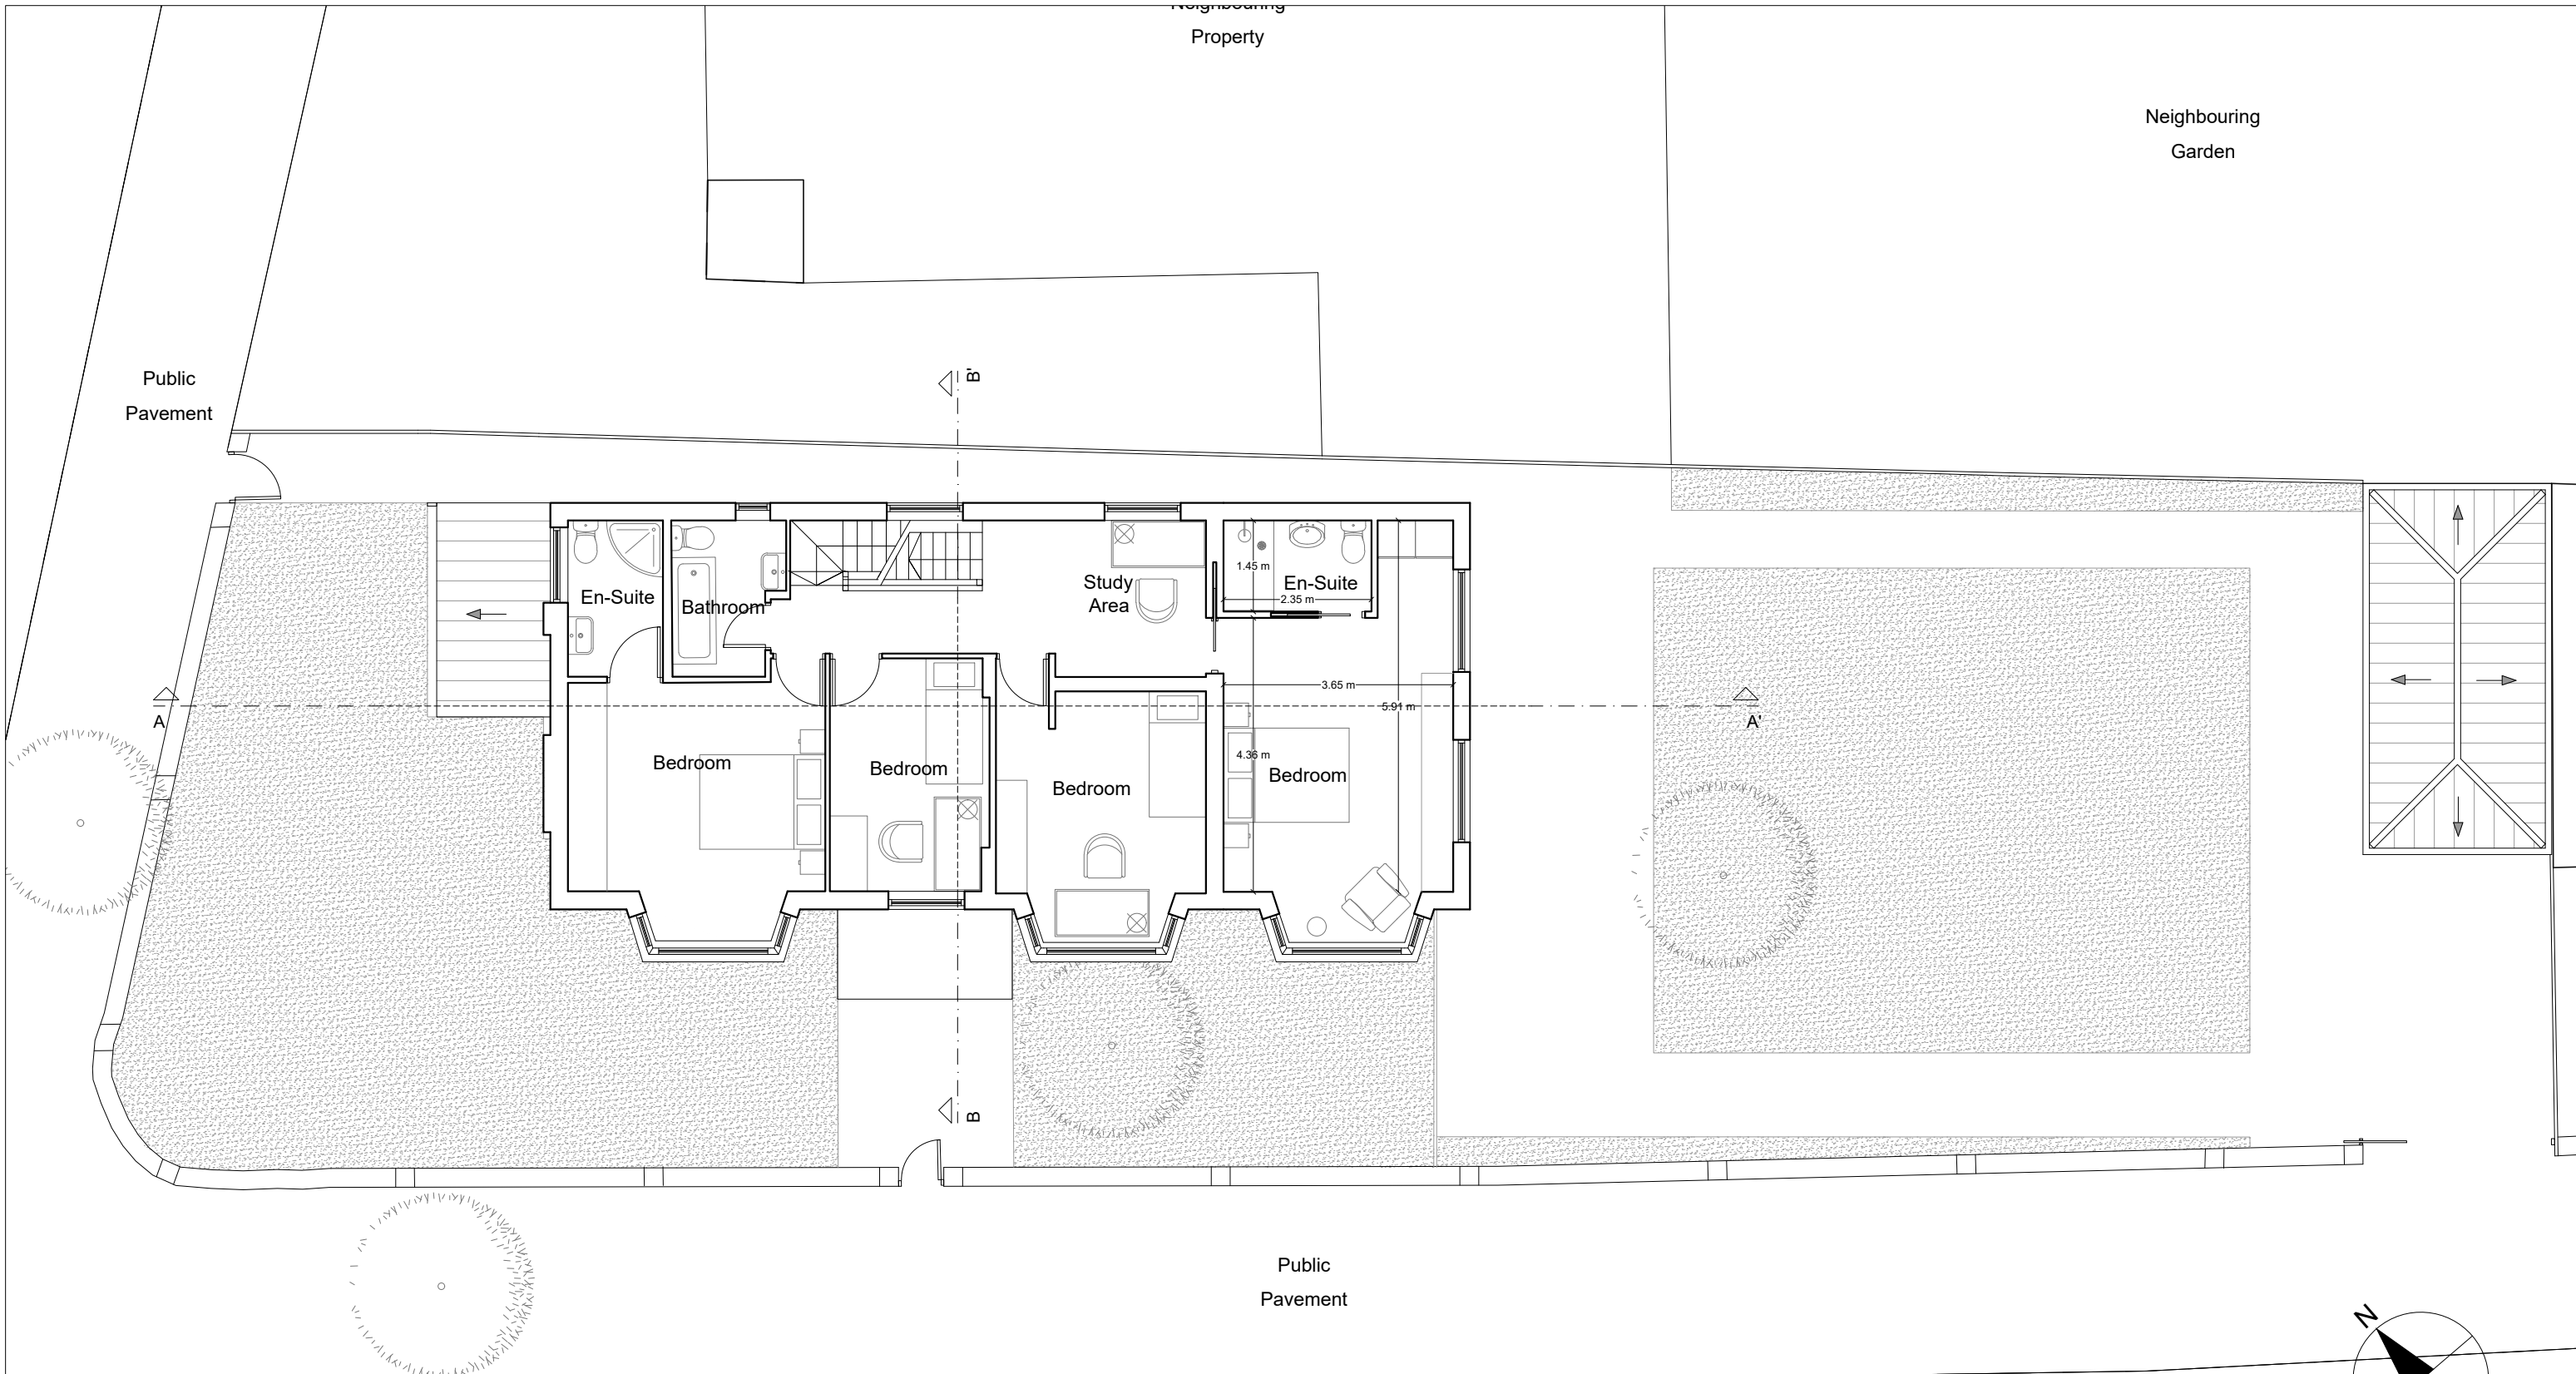 Neighbouring
Property
Neighbouring
Garden
Public
Pavement
B'
En-Suite
Bathroom
Study
Area
1.45 m
En-Suite
2.35 m
3.65 m
5.91 m
4.36 m
A
A'
Bedroom
Bedroom
Bedroom
Bedroom
B
Public
Pavement
N